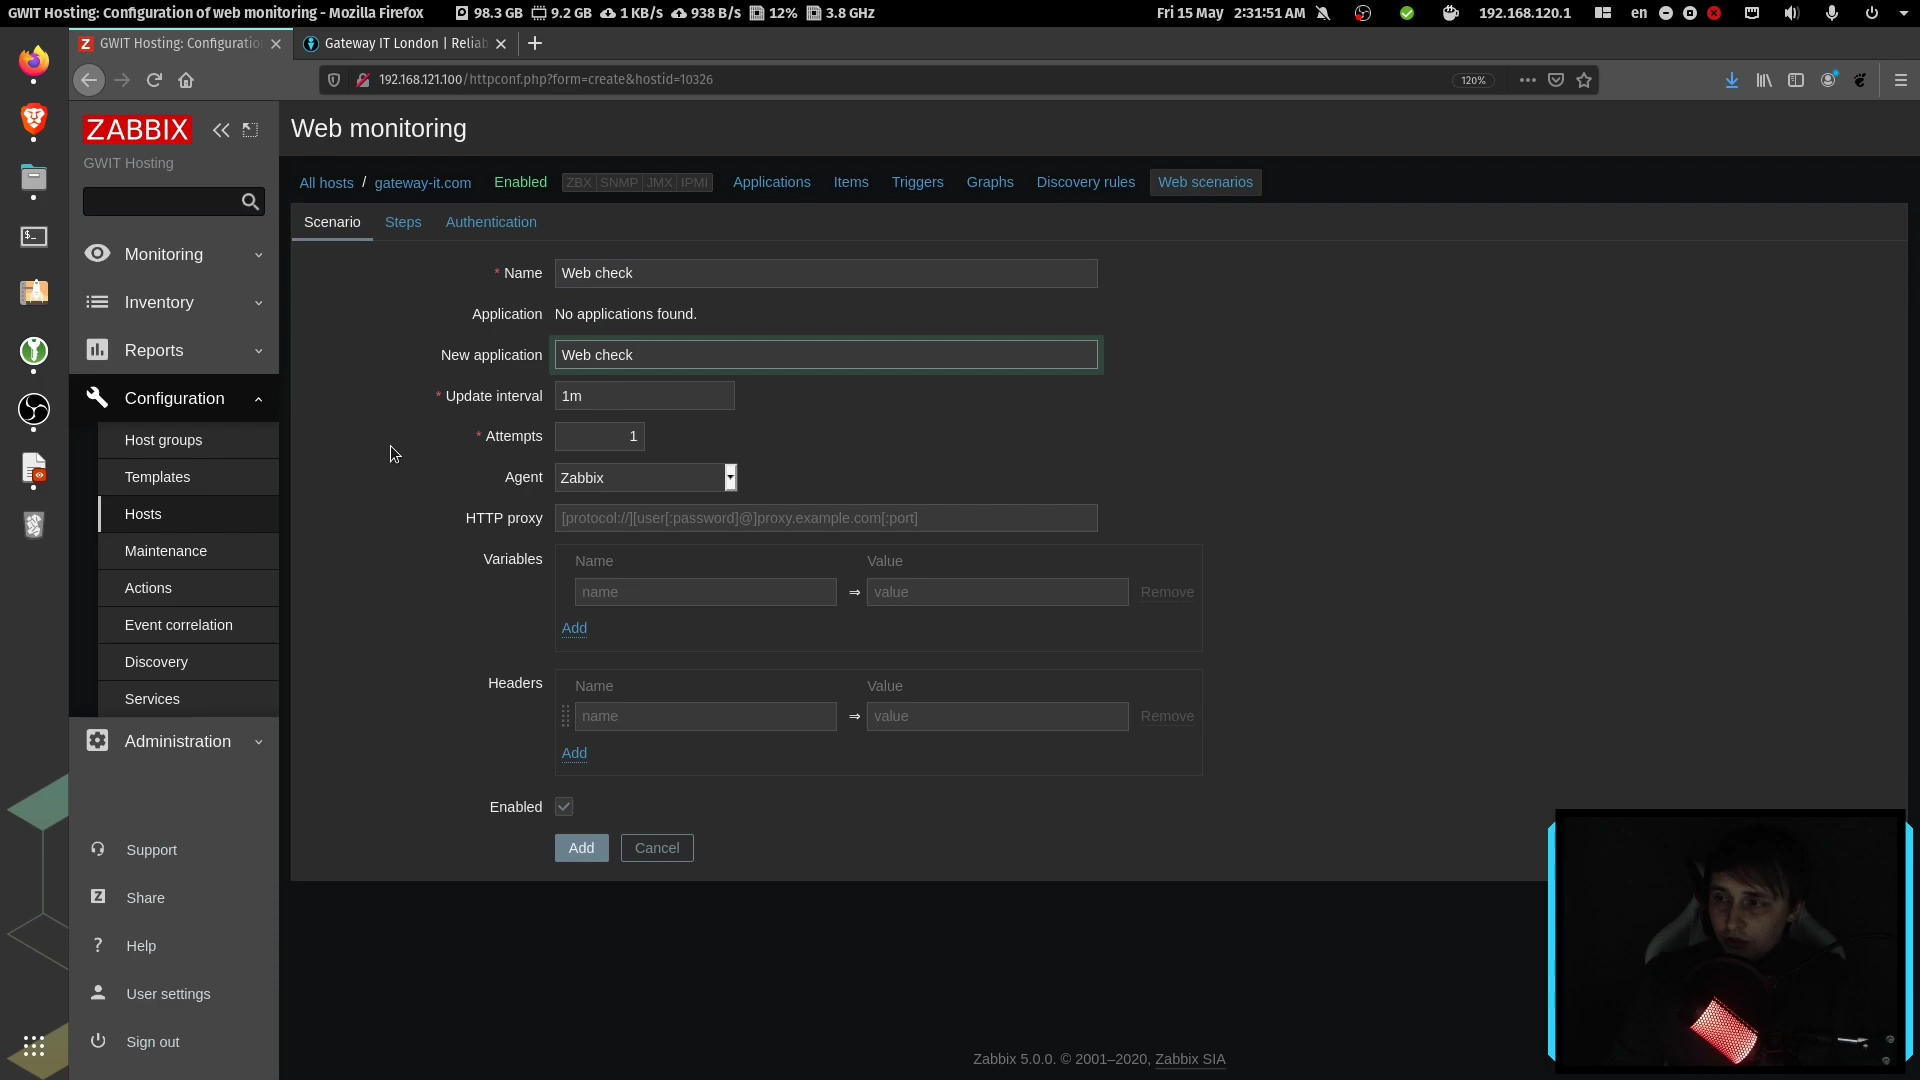 GWIT Hosting: Configuration of web monitoring - Mozilla Firefox
98.3 GB 9.2 GB 1 KB/s 938 B/s 12% 3.8 GHz
Fri 15 May 2:31:51 AM
192.168.120.1
en
Z GWIT Hosting: Configuratio
Gateway IT London | Reliab
192.168.121.100/httpconf.php?form=create&hostid=10326
120%
ZABBIX
GWIT Hosting
Monitoring
Inventory
Reports
Configuration
Host groups
Templates
Hosts
Maintenance
Actions
Event correlation
Discovery
Services
Administration
Support
Z Share
? Help
User settings
Sign out
Web monitoring
All hosts / gateway-it.com Enabled ZBX SNMP JMX IPMI Applications Items Triggers Graphs Discovery rules Web scenarios
Scenario Steps Authentication
* Name Web check
Application No applications found.
New application Web check
* Update interval 1m
* Attempts 1
Agent Zabbix
HTTP proxy [protocol://][user[:password]@]proxy.example.com[:port]
Variables Name Value
name ⇒ value Remove
Add
Headers Name Value
name ⇒ value Remove
Add
Enabled
Add Cancel
Zabbix 5.0.0. © 2001–2020, Zabbix SIA